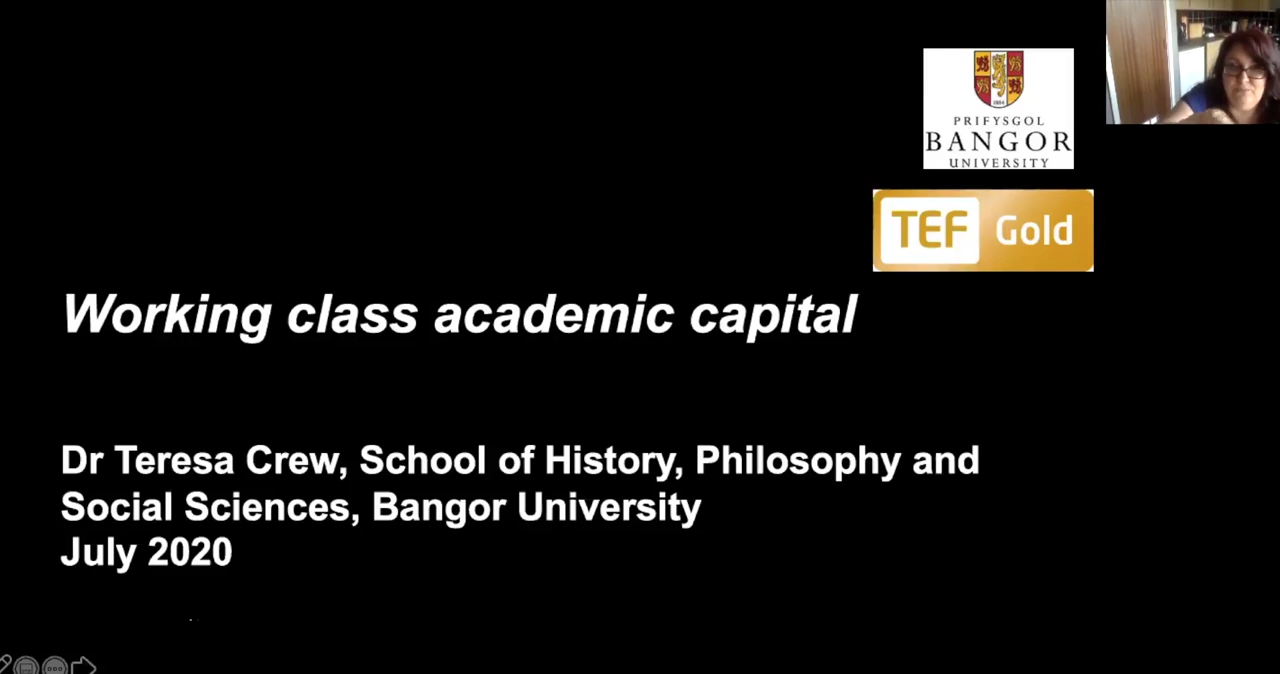 PRIFYSGOL
BANGOR
UNIVERSITY
TEF Gold
Working class academic capital
Dr Teresa Crew, School of History, Philosophy and
Social Sciences, Bangor University
July 2020